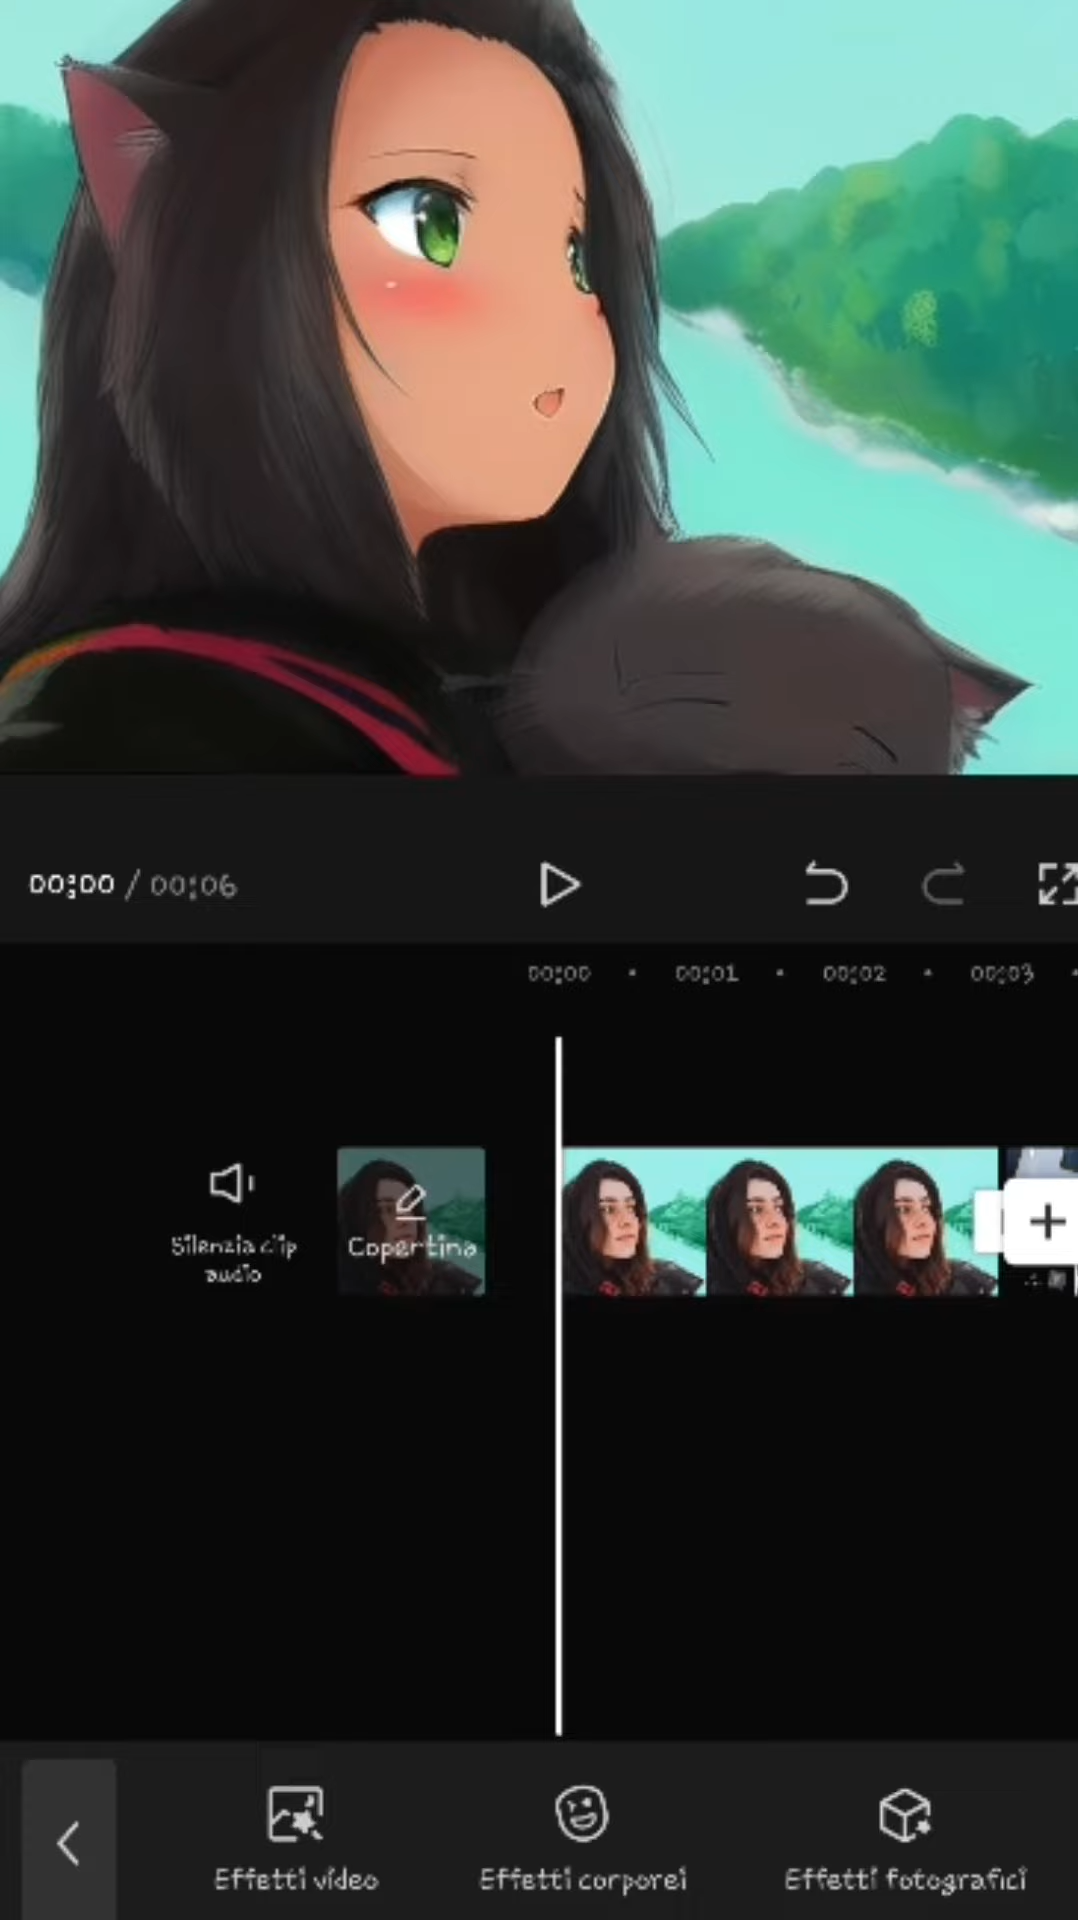 00:00 / 00:06
00:00 00:01 00:02 00:03
Silenzia clip
audio
Copertina
Effetti video Effetti corporei Effetti fotografici